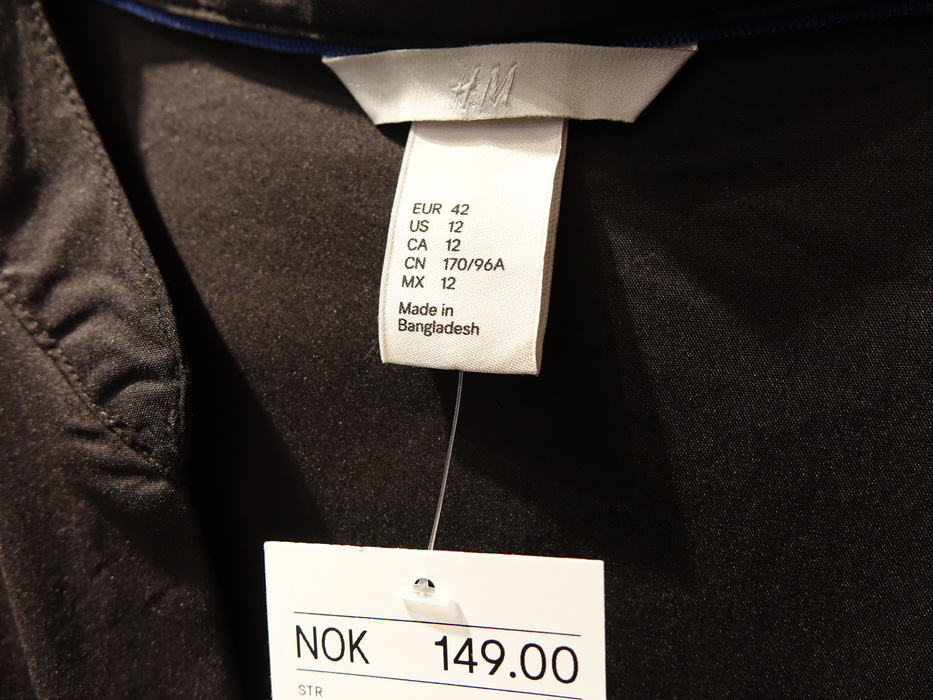 H&M
EUR 42
US 12
CA 12
CN 170/96A
MX 12
Made in
Bangladesh
NOK 149.00
STR